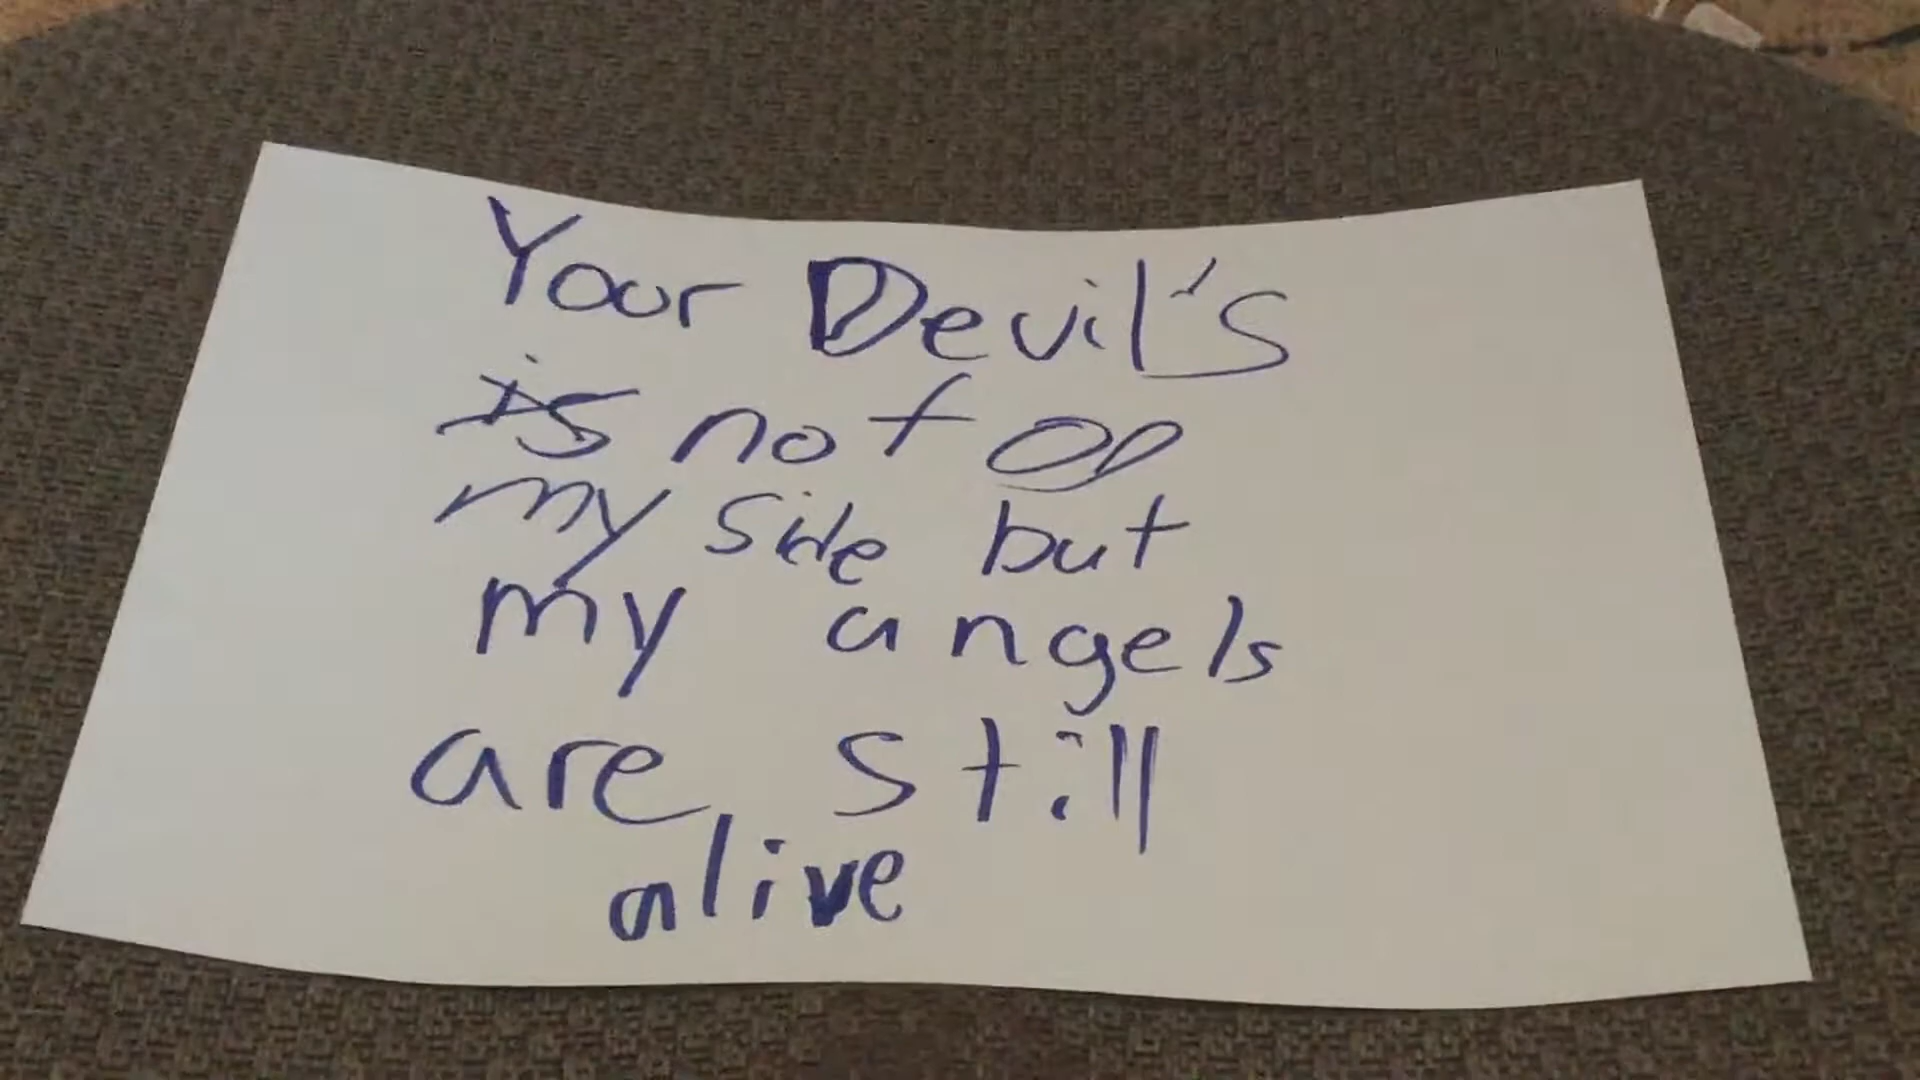 Your Devil's
is not on
my side but
my angels
are still
alive